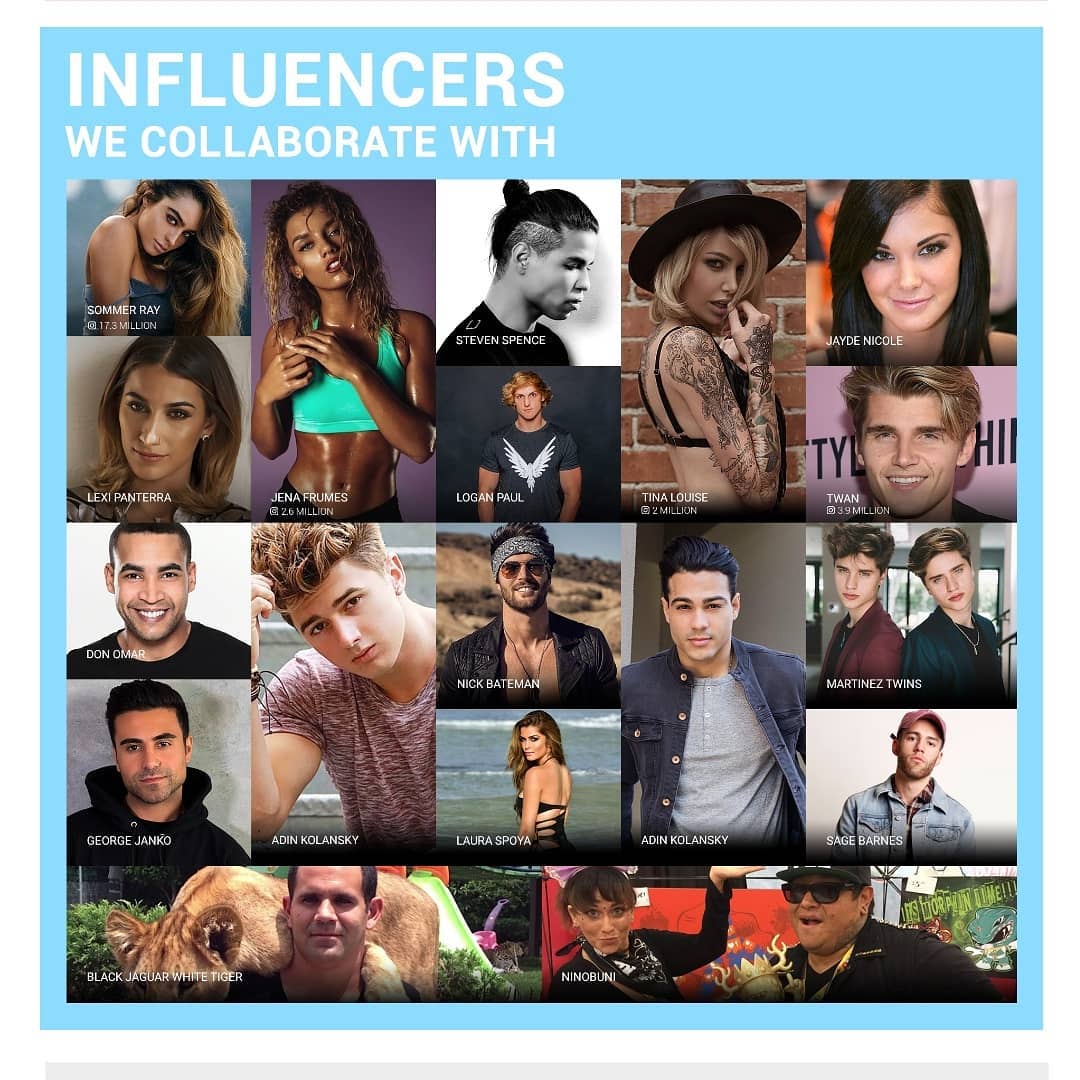 INFLUENCERS
WE COLLABORATE WITH
SOMMER RAY
17.3 MILLION
STEVEN SPENCE
JAYDE NICOLE
LEXI PANTERRA
JENA FRUMES
2.6 MILLION
LOGAN PAUL
TINA LOUISE
2 MILLION
TWAN
3.9 MILLION
DON OMAR
NICK BATEMAN
MARTINEZ TWINS
GEORGE JANKO
ADIN KOLANSKY
LAURA SPOYA
ADIN KOLANSKY
SAGE BARNES
BLACK JAGUAR WHITE TIGER
NINOBUNI